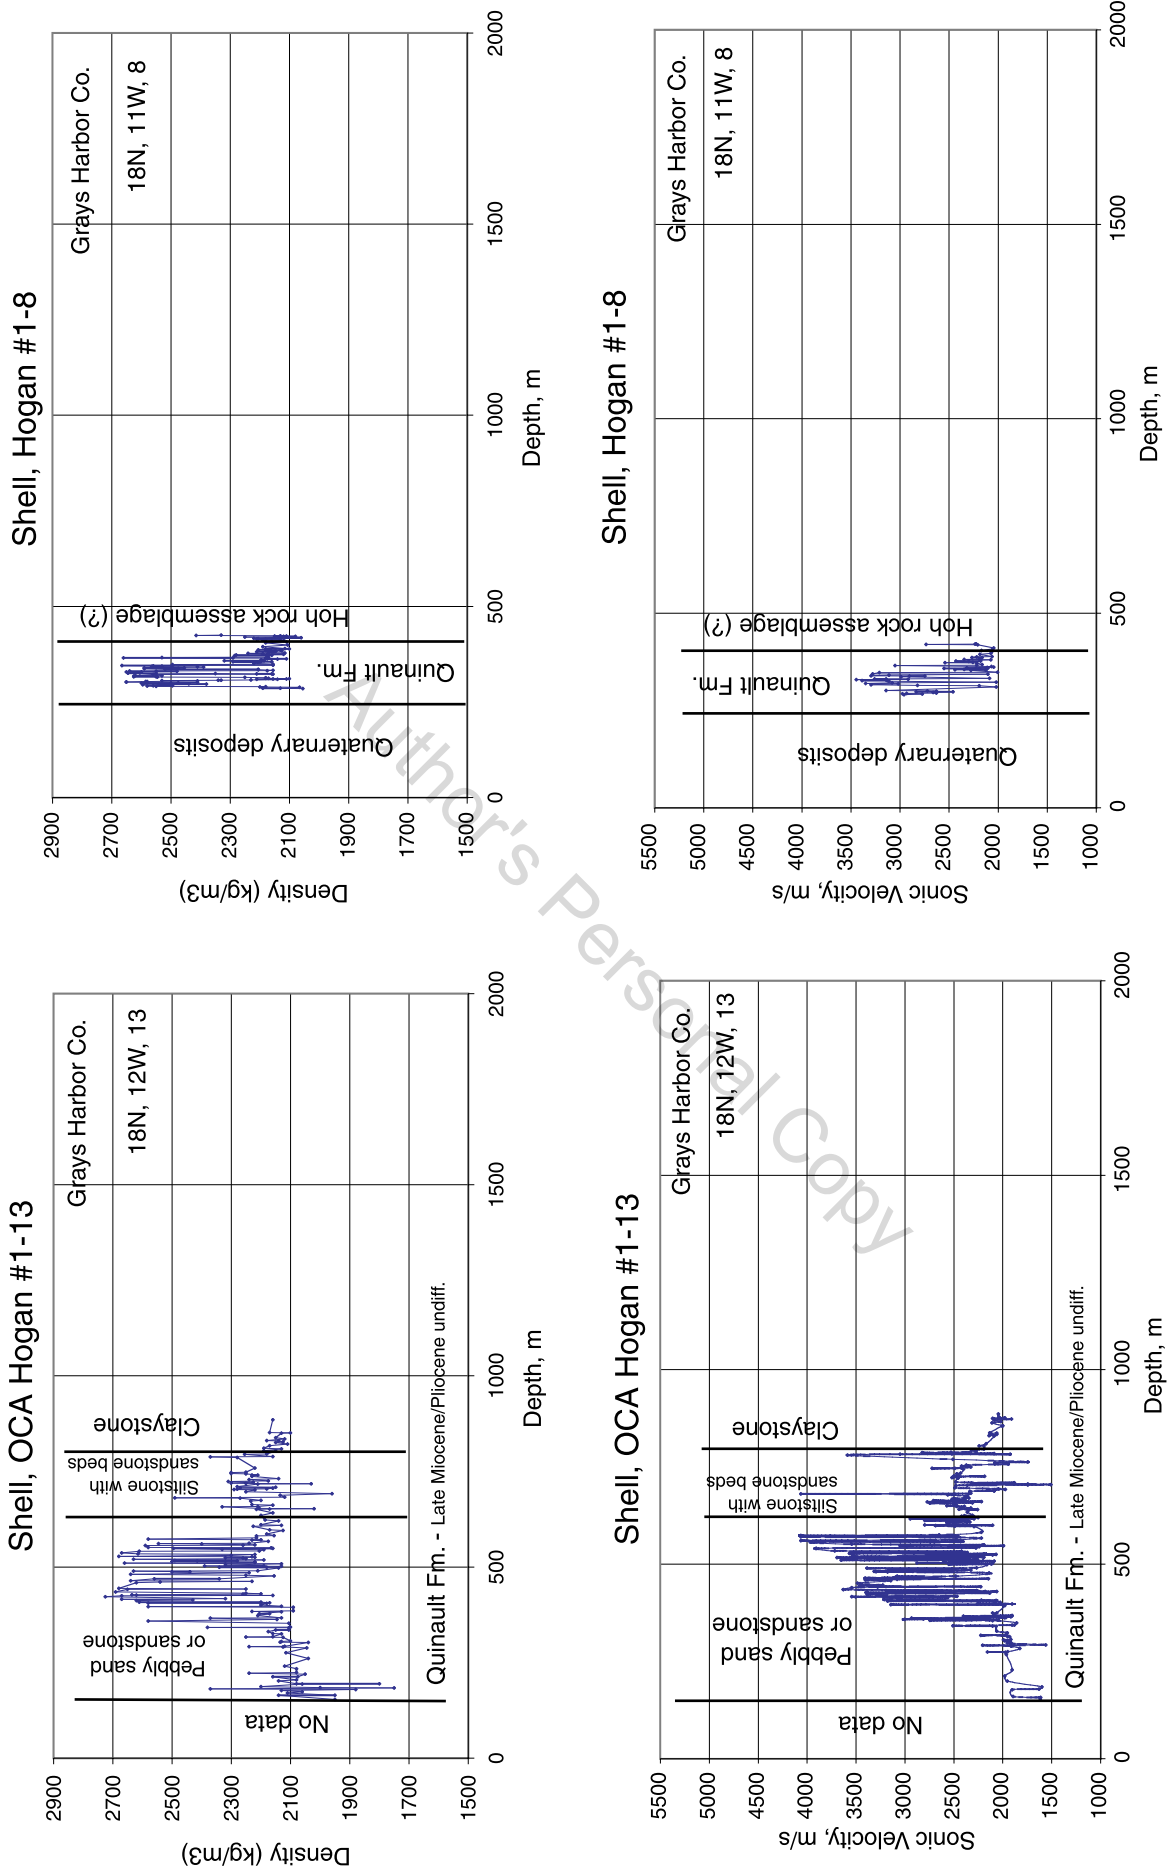 Shell, OCA Hogan #1-13
Grays Harbor Co.
18N, 12W, 13
2900
2700
2500
2300
2100
1900
1700
1500
Density (kg/m3)
No data
Pebbly sand
or sandstone
Siltstone with
sandstone beds
Claystone
Quinault Fm. - Late Miocene/Pliocene undiff.
0
500
1000
1500
2000
Depth, m
Shell, Hogan #1-8
Grays Harbor Co.
18N, 11W, 8
2900
2700
2500
2300
2100
1900
1700
1500
Density (kg/m3)
Quaternary deposits
Quinault Fm.
Hoh rock assemblage (?)
0
500
1000
1500
2000
Depth, m
Shell, OCA Hogan #1-13
Grays Harbor Co.
18N, 12W, 13
5500
5000
4500
4000
3500
3000
2500
2000
1500
1000
Sonic Velocity, m/s
No data
Pebbly sand
or sandstone
Siltstone with
sandstone beds
Claystone
Quinault Fm. - Late Miocene/Pliocene undiff.
0
500
1000
1500
2000
Depth, m
Shell, Hogan #1-8
Grays Harbor Co.
18N, 11W, 8
5500
5000
4500
4000
3500
3000
2500
2000
1500
1000
Sonic Velocity, m/s
Quaternary deposits
Quinault Fm.
Hoh rock assemblage (?)
0
500
1000
1500
2000
Depth, m
Author's Personal Copy